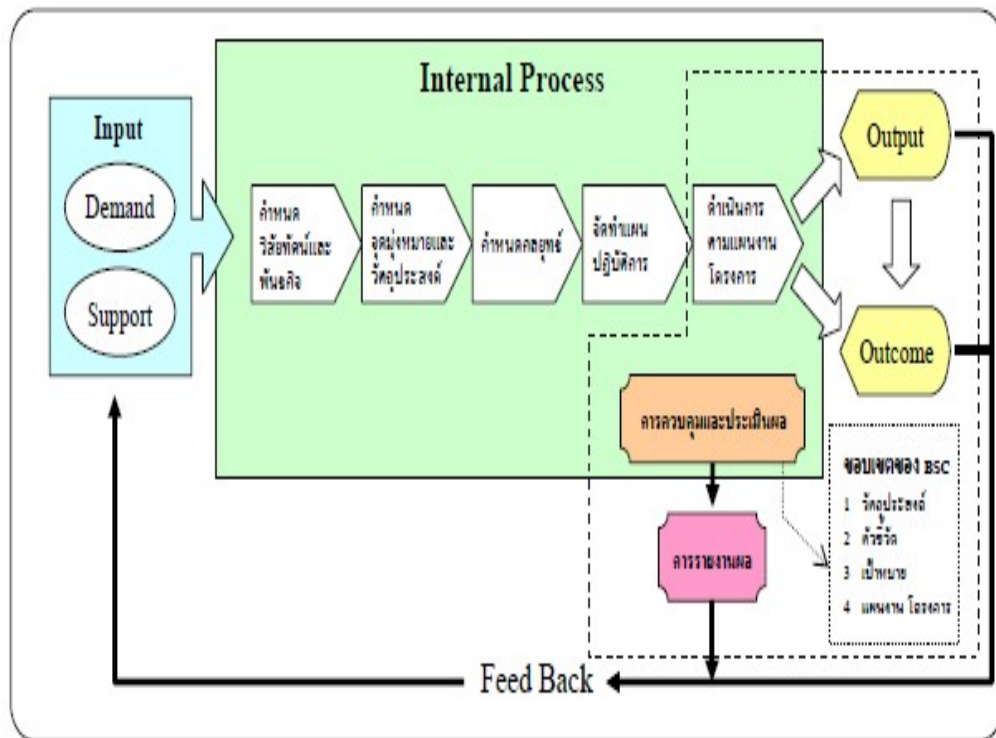 Internal Process
Input
Demand
Support
กำหนด
วิสัยทัศน์และ
พันธกิจ
กำหนด
จุดมุ่งหมายและ
วัตถุประสงค์
กำหนดกลยุทธ์
จัดทำแผน
ปฏิบัติการ
ดำเนินการ
ตามแผนงาน
โครงการ
Output
Outcome
การควบคุมและประเมินผล
การรายงานผล
ขอบเขตของ BSC
1 วัตถุประสงค์
2 ตัวชี้วัด
3 เป้าหมาย
4 แผนงาน โครงการ
Feed Back